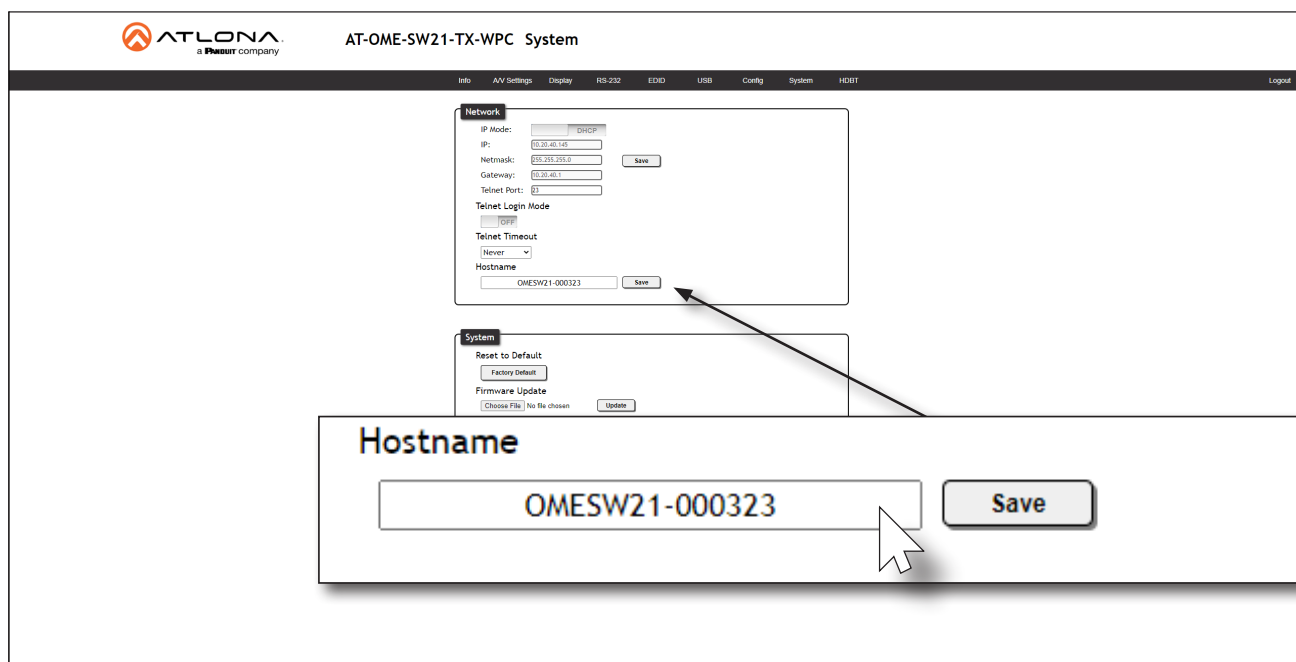 ATLONA.
a PANDUIT company
AT-OME-SW21-TX-WPC System
Info A/V Settings Display RS-232 EDID USB Config System HDBT Logout
Network
IP Mode: DHCP
IP: 10.20.40.145
Netmask: 255.255.255.0 Save
Gateway: 10.20.40.1
Telnet Port: 23
Telnet Login Mode
OFF
Telnet Timeout
Never
Hostname
OMESW21-000323 Save
System
Reset to Default
Factory Default
Firmware Update
Choose File No file chosen Update
Hostname
OMESW21-000323 Save